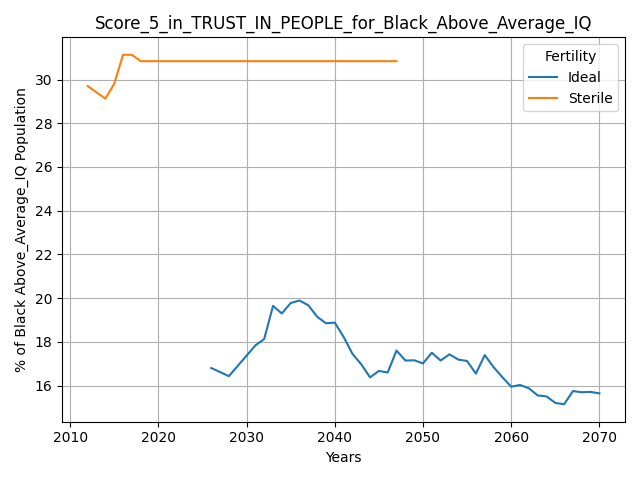 Score_5_in_TRUST_IN_PEOPLE_for_Black_Above_Average_IQ
% of Black Above_Average_IQ Population
30
28
26
24
22
20
18
16
Fertility
Ideal
Sterile
2010 2020 2030 2040 2050 2060 2070
Years